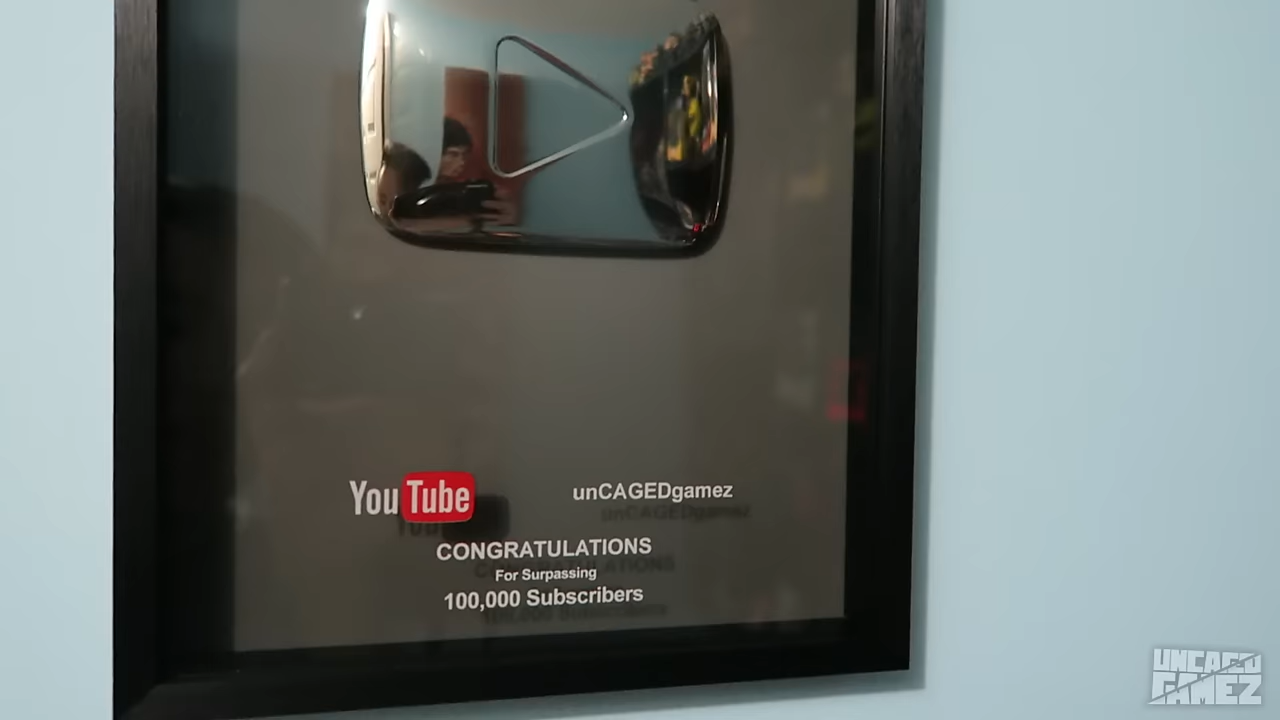 YouTube
unCAGEDgamez
CONGRATULATIONS
For Surpassing
100,000 Subscribers
UNCAGED
GAMEZ